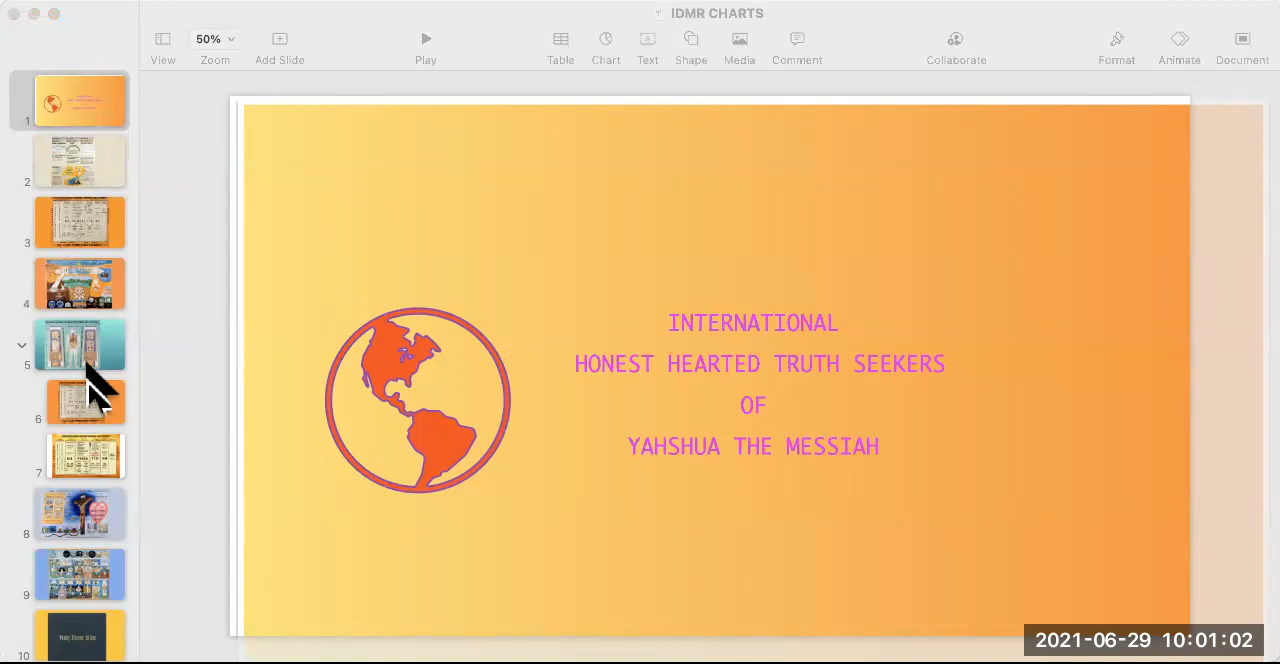 IDMR CHARTS
50%
View
Zoom
Add Slide
Play
Table
Chart
Text
Shape
Media
Comment
Collaborate
Format
Animate
Document
1
2
3
4
5
6
7
8
9
10
INTERNATIONAL
HONEST HEARTED TRUTH SEEKERS
OF
YAHSHUA THE MESSIAH
2021-06-29 10:01:02